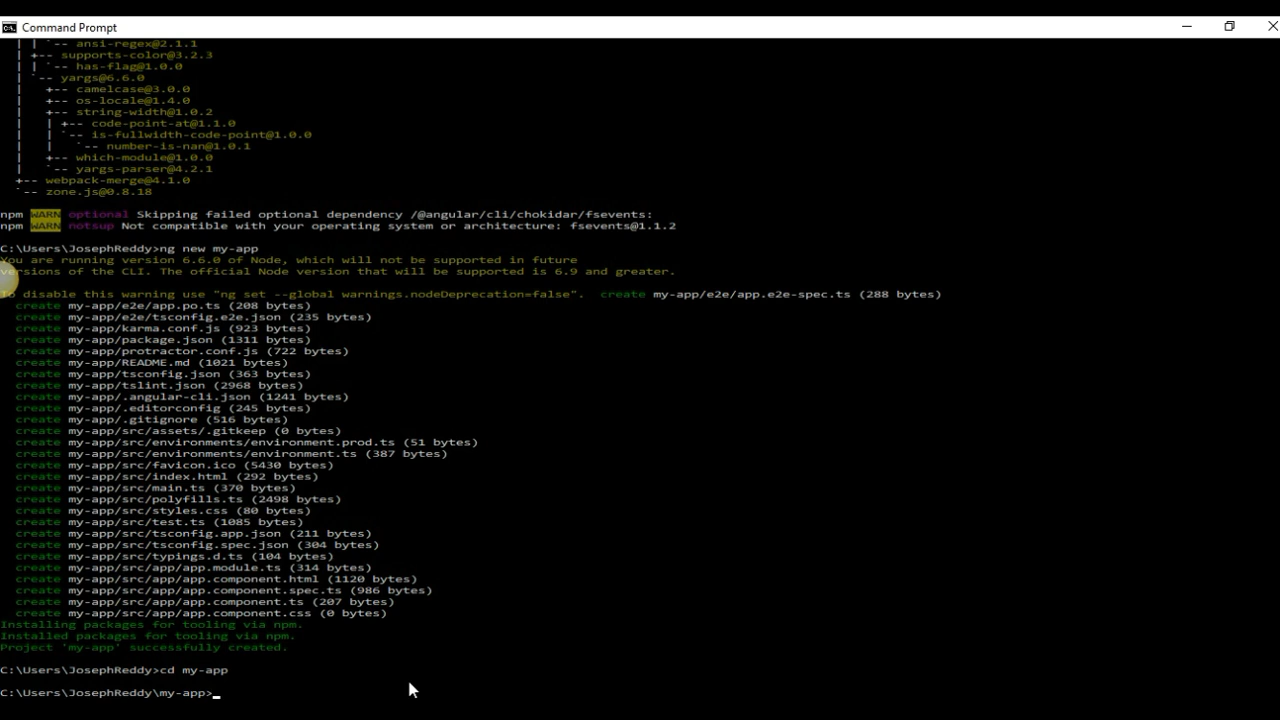 Command Prompt
| | `-- ansi-regex@2.1.1
| +-- supports-color@3.2.3
| | `-- has-flag@1.0.0
| `-- yargs@6.6.0
|   +-- camelcase@3.0.0
|   +-- os-locale@1.4.0
|   +-- string-width@1.0.2
|   | +-- code-point-at@1.1.0
|   | `-- is-fullwidth-code-point@1.0.0
|   |   `-- number-is-nan@1.0.1
|   +-- which-module@1.0.0
|   `-- yargs-parser@4.2.1
+-- webpack-merge@4.1.0
`-- zone.js@0.8.18
npm WARN optional Skipping failed optional dependency /@angular/cli/chokidar/fsevents:
npm WARN notsup Not compatible with your operating system or architecture: fsevents@1.1.2
C:\Users\JosephReddy>ng new my-app
You are running version 6.6.0 of Node, which will not be supported in future
versions of the CLI. The official Node version that will be supported is 6.9 and greater.
To disable this warning use "ng set --global warnings.nodeDeprecation=false".  create my-app/e2e/app.e2e-spec.ts (288 bytes)
create my-app/e2e/app.po.ts (208 bytes)
create my-app/e2e/tsconfig.e2e.json (235 bytes)
create my-app/karma.conf.js (923 bytes)
create my-app/package.json (1311 bytes)
create my-app/protractor.conf.js (722 bytes)
create my-app/README.md (1021 bytes)
create my-app/tsconfig.json (363 bytes)
create my-app/tslint.json (2968 bytes)
create my-app/.angular-cli.json (1241 bytes)
create my-app/.editorconfig (245 bytes)
create my-app/.gitignore (516 bytes)
create my-app/src/assets/.gitkeep (0 bytes)
create my-app/src/environments/environment.prod.ts (51 bytes)
create my-app/src/environments/environment.ts (387 bytes)
create my-app/src/favicon.ico (5430 bytes)
create my-app/src/index.html (292 bytes)
create my-app/src/main.ts (370 bytes)
create my-app/src/polyfills.ts (2498 bytes)
create my-app/src/styles.css (80 bytes)
create my-app/src/test.ts (1085 bytes)
create my-app/src/tsconfig.app.json (211 bytes)
create my-app/src/tsconfig.spec.json (304 bytes)
create my-app/src/typings.d.ts (104 bytes)
create my-app/src/app/app.module.ts (314 bytes)
create my-app/src/app/app.component.html (1120 bytes)
create my-app/src/app/app.component.spec.ts (986 bytes)
create my-app/src/app/app.component.ts (207 bytes)
create my-app/src/app/app.component.css (0 bytes)
Installing packages for tooling via npm.
Installed packages for tooling via npm.
Project 'my-app' successfully created.
C:\Users\JosephReddy>cd my-app
C:\Users\JosephReddy\my-app>_